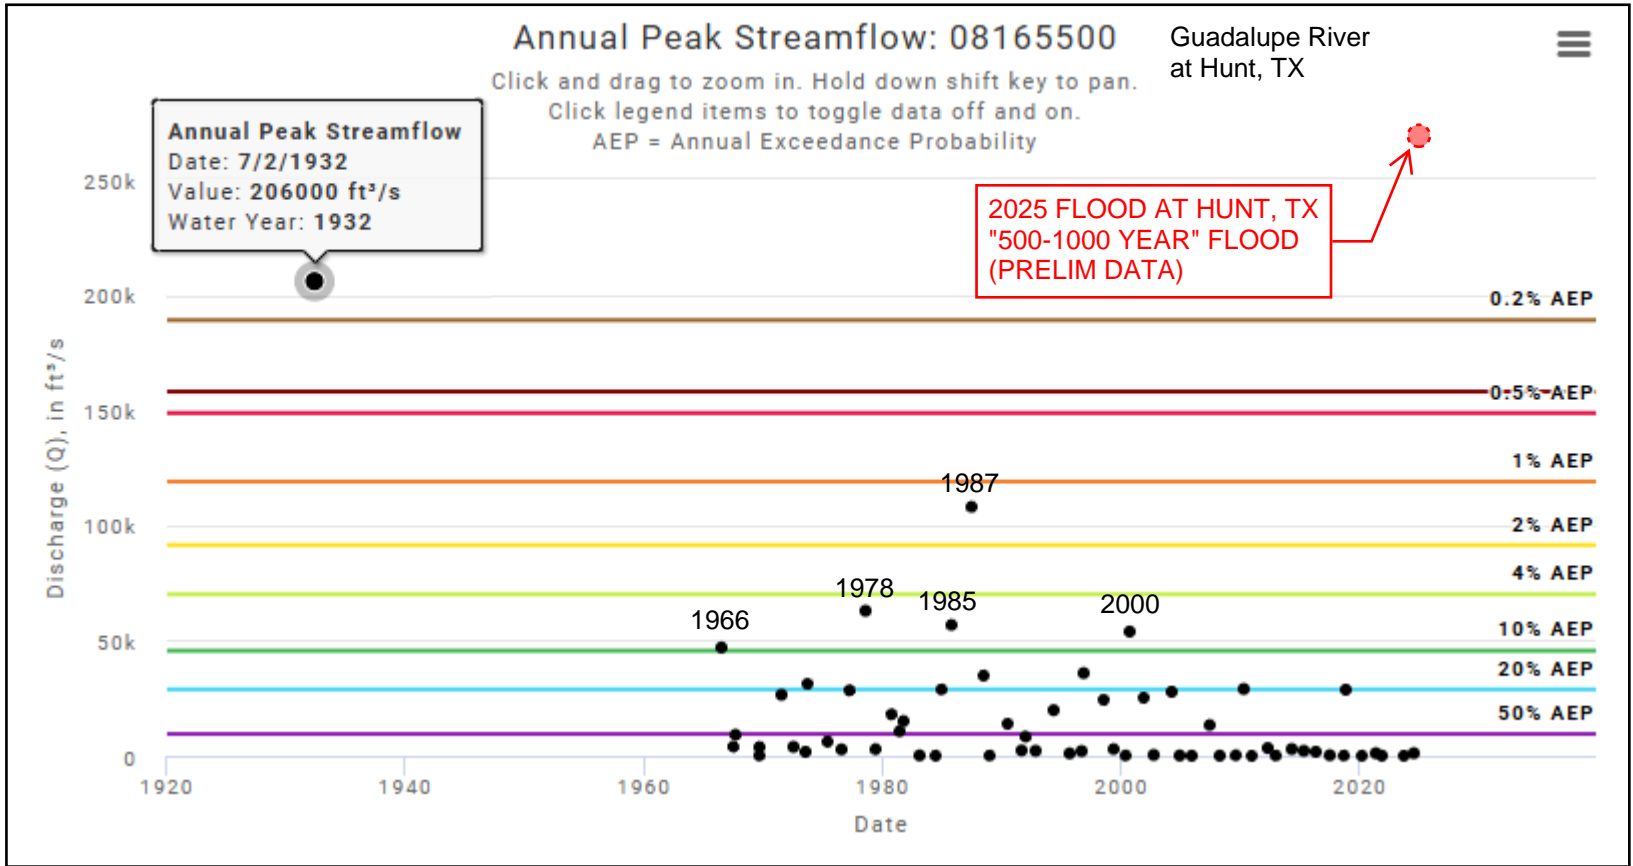 Annual Peak Streamflow: 08165500
Click and drag to zoom in. Hold down shift key to pan.
Click legend items to toggle data off and on.
AEP = Annual Exceedance Probability
Guadalupe River
at Hunt, TX
Annual Peak Streamflow
Date: 7/2/1932
Value: 206000 ft³/s
Water Year: 1932
2025 FLOOD AT HUNT, TX
"500-1000 YEAR" FLOOD
(PRELIM DATA)
Discharge (Q), in ft³/s
250k
200k
150k
100k
50k
0
0.2% AEP
0.5% AEP
1% AEP
2% AEP
4% AEP
10% AEP
20% AEP
50% AEP
1987
1978
1985
2000
1966
1920
1940
1960
1980
2000
2020
Date